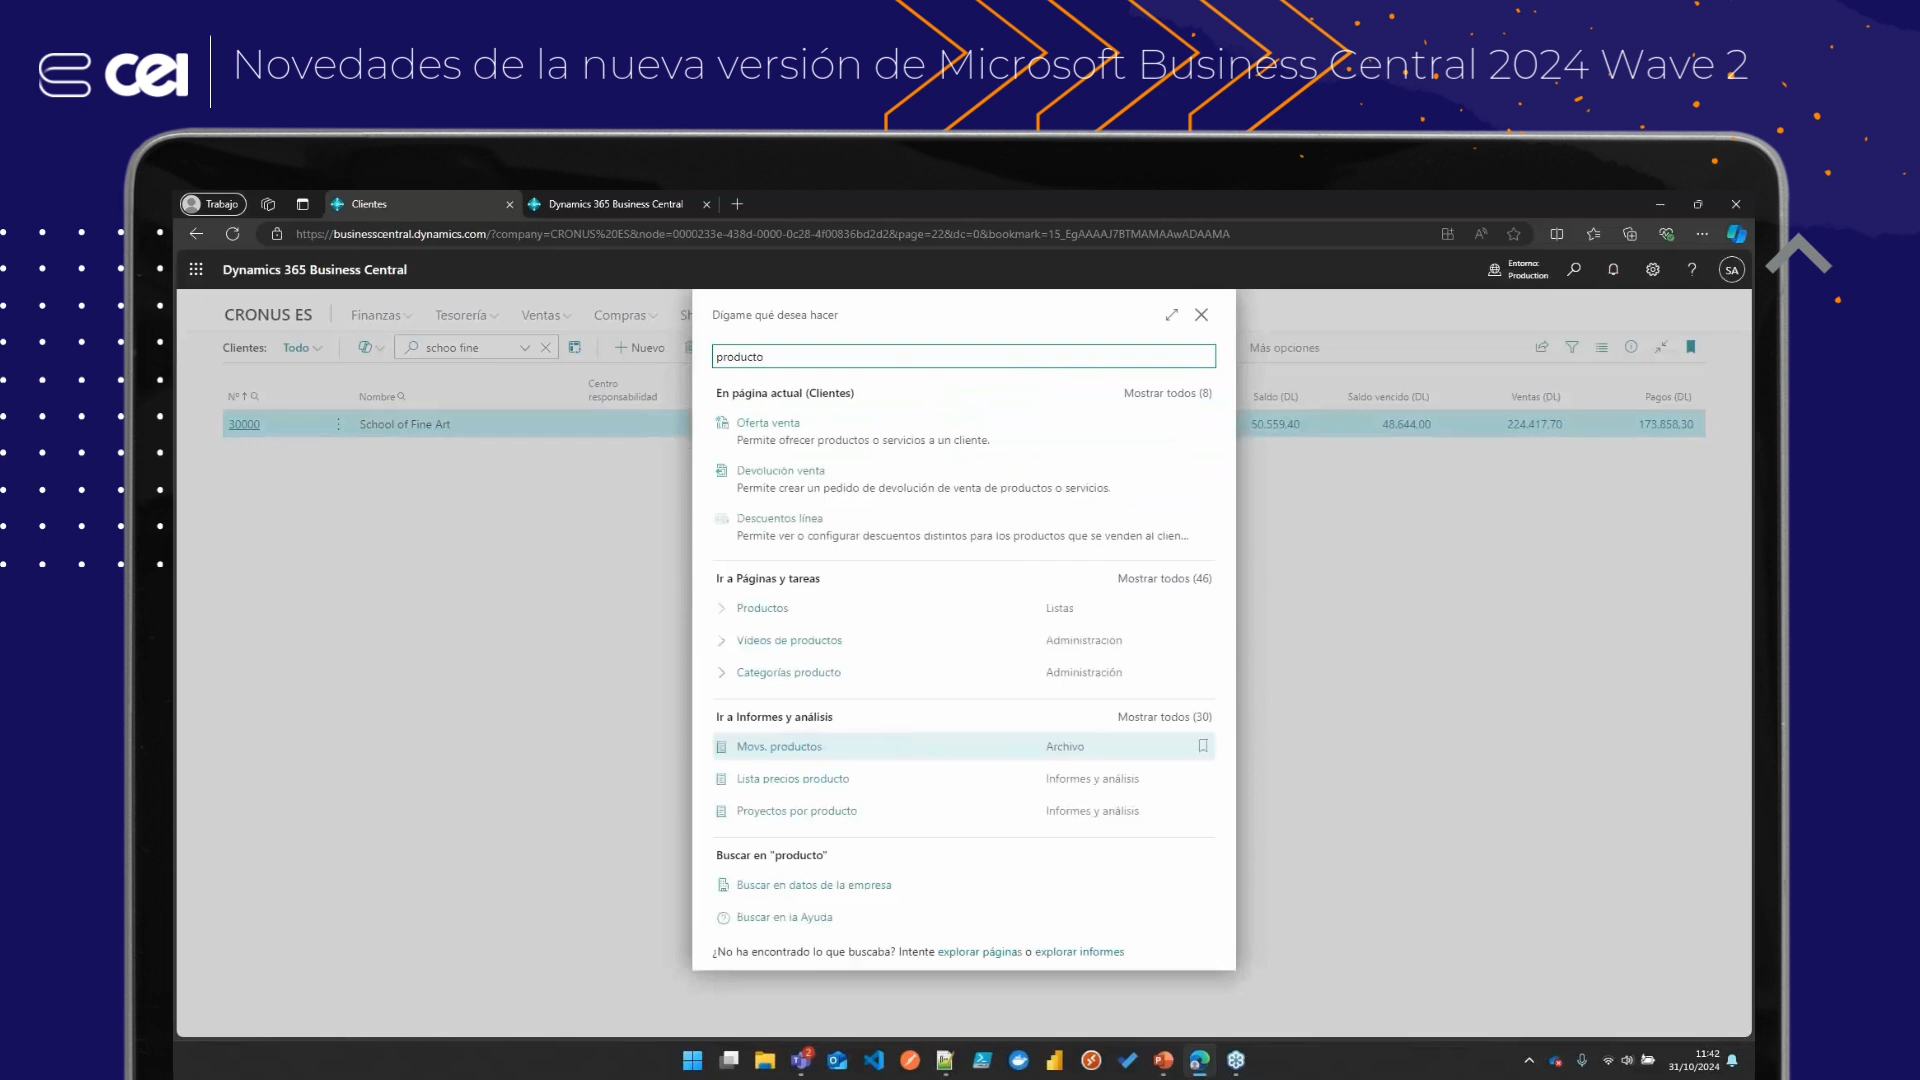 cei
Novedades de la nueva versión de Microsoft Business Central 2024 Wave 2
Trabajo
Clientes
Dynamics 365 Business Central
https://businesscentral.dynamics.com/?company=CRONUS%20ES&node=0000233e-438d-0000-0c28-4f00836bd2d2&page=22&dc=0&bookmark=15_EgAAAAJ7BTMAMAAwADAAMA
Dynamics 365 Business Central
Entorno:
Production
SA
CRONUS ES
Finanzas
Tesorería
Ventas
Compras
Clientes:
Todo
schoo fine
Nuevo
Más opciones
Nº
Nombre
Centro
responsabilidad
Saldo (DL)
Saldo vencido (DL)
Ventas (DL)
Pagos (DL)
30000
School of Fine Art
50.559,40
48.644,00
224.417,70
173.858,30
Dígame qué desea hacer
producto
En página actual (Clientes)
Mostrar todos (8)
Oferta venta
Permite ofrecer productos o servicios a un cliente.
Devolución venta
Permite crear un pedido de devolución de venta de productos o servicios.
Descuentos línea
Permite ver o configurar descuentos distintos para los productos que se venden al clien...
Ir a Páginas y tareas
Mostrar todos (46)
Productos
Listas
Vídeos de productos
Administración
Categorías producto
Administración
Ir a Informes y análisis
Mostrar todos (30)
Movs. productos
Archivo
Lista precios producto
Informes y análisis
Proyectos por producto
Informes y análisis
Buscar en "producto"
Buscar en datos de la empresa
Buscar en la Ayuda
¿No ha encontrado lo que buscaba? Intente explorar páginas o explorar informes
2
11:42
31/10/2024